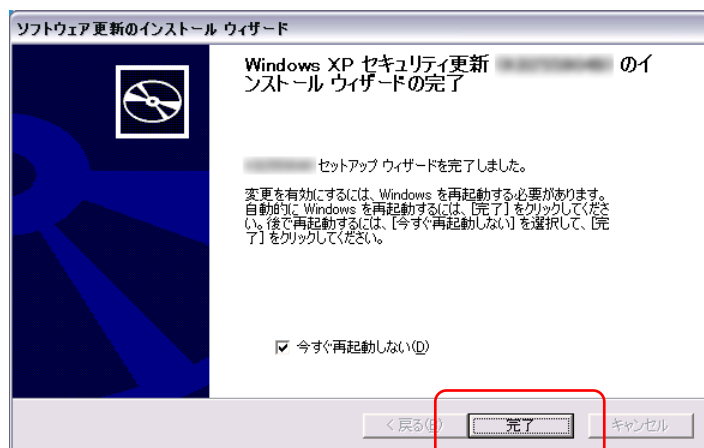 ソフトウェア更新のインストール ウィザード
Windows XP セキュリティ更新 のイ
ンストール ウィザードの完了
セットアップ ウィザードを完了しました。
変更を有効にするには、Windows を再起動する必要があります。
自動的に Windows を再起動するには、[完了] をクリックしてくださ
い。後で再起動するには、[今すぐ再起動しない] を選択して、[完
了] をクリックしてください。
今すぐ再起動しない(D)
< 戻る(B) 完了 キャンセル